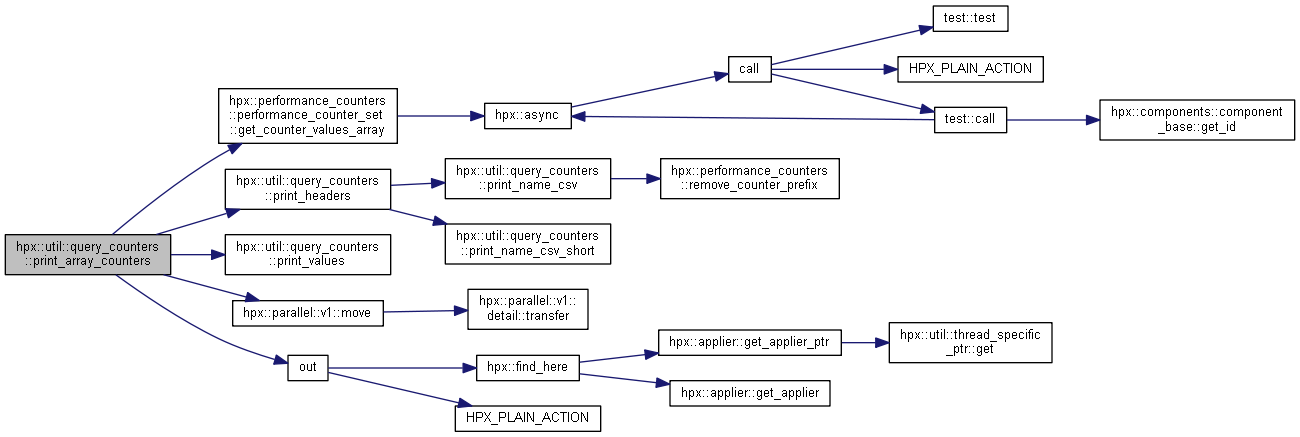 test::test
call
HPX_PLAIN_ACTION
hpx::performance_counters
::performance_counter_set
::get_counter_values_array
hpx::async
test::call
hpx::components::component
_base::get_id
hpx::util::query_counters
::print_headers
hpx::util::query_counters
::print_name_csv
hpx::performance_counters
::remove_counter_prefix
hpx::util::query_counters
::print_name_csv_short
hpx::util::query_counters
::print_array_counters
hpx::util::query_counters
::print_values
hpx::parallel::v1::move
hpx::parallel::v1::
detail::transfer
out
hpx::find_here
hpx::applier::get_applier_ptr
hpx::util::thread_specific
_ptr::get
hpx::applier::get_applier
HPX_PLAIN_ACTION